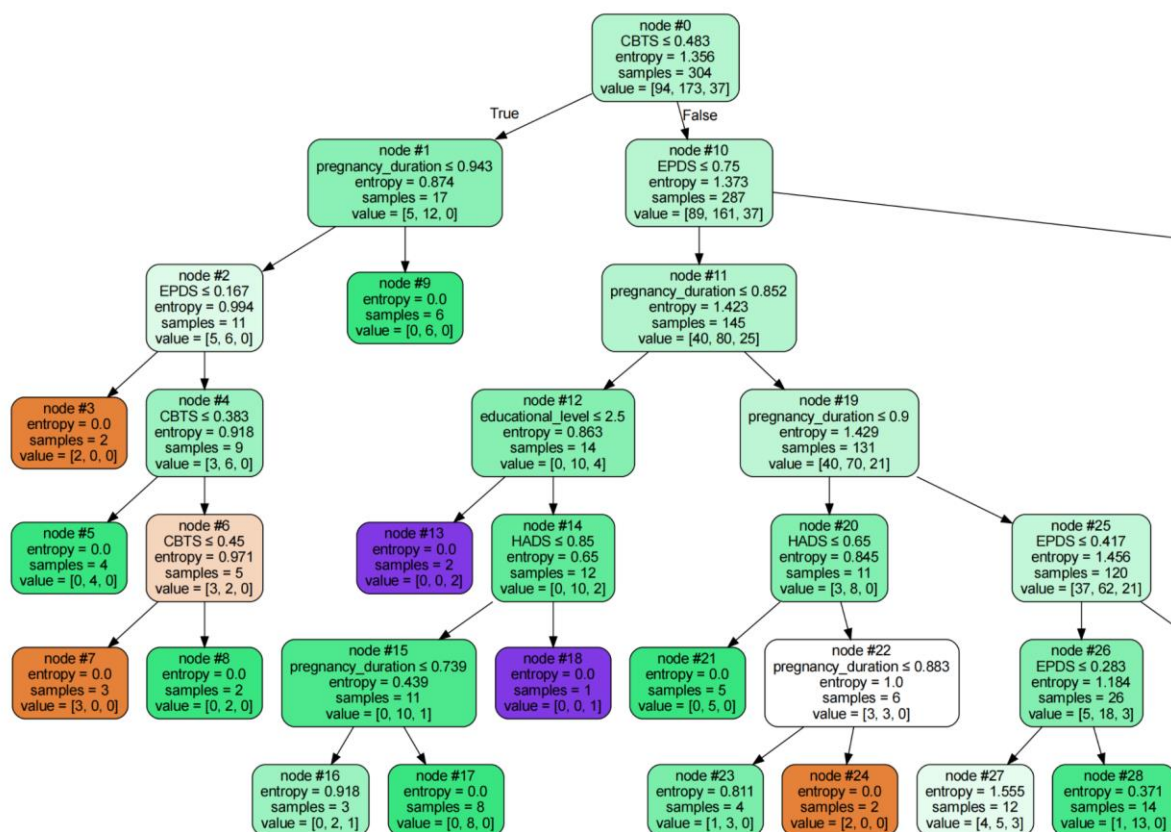 node #0
CBTS ≤ 0.483
entropy = 1.356
samples = 304
value = [94, 173, 37]
True
False
node #1
pregnancy_duration ≤ 0.943
entropy = 0.874
samples = 17
value = [5, 12, 0]
node #10
EPDS ≤ 0.75
entropy = 1.373
samples = 287
value = [89, 161, 37]
node #2
EPDS ≤ 0.167
entropy = 0.994
samples = 11
value = [5, 6, 0]
node #9
entropy = 0.0
samples = 6
value = [0, 6, 0]
node #11
pregnancy_duration ≤ 0.852
entropy = 1.423
samples = 145
value = [40, 80, 25]
node #3
entropy = 0.0
samples = 2
value = [2, 0, 0]
node #4
CBTS ≤ 0.383
entropy = 0.918
samples = 9
value = [3, 6, 0]
node #12
educational_level ≤ 2.5
entropy = 0.863
samples = 14
value = [0, 10, 4]
node #19
pregnancy_duration ≤ 0.9
entropy = 1.429
samples = 131
value = [40, 70, 21]
node #5
entropy = 0.0
samples = 4
value = [0, 4, 0]
node #6
CBTS ≤ 0.45
entropy = 0.971
samples = 5
value = [3, 2, 0]
node #13
entropy = 0.0
samples = 2
value = [0, 0, 2]
node #14
HADS ≤ 0.85
entropy = 0.65
samples = 12
value = [0, 10, 2]
node #20
HADS ≤ 0.65
entropy = 0.845
samples = 11
value = [3, 8, 0]
node #25
EPDS ≤ 0.417
entropy = 1.456
samples = 120
value = [37, 62, 21]
node #7
entropy = 0.0
samples = 3
value = [3, 0, 0]
node #8
entropy = 0.0
samples = 2
value = [0, 2, 0]
node #15
pregnancy_duration ≤ 0.739
entropy = 0.439
samples = 11
value = [0, 10, 1]
node #18
entropy = 0.0
samples = 1
value = [0, 0, 1]
node #21
entropy = 0.0
samples = 5
value = [0, 5, 0]
node #22
pregnancy_duration ≤ 0.883
entropy = 1.0
samples = 6
value = [3, 3, 0]
node #26
EPDS ≤ 0.283
entropy = 1.184
samples = 26
value = [5, 18, 3]
node #16
entropy = 0.918
samples = 3
value = [0, 2, 1]
node #17
entropy = 0.0
samples = 8
value = [0, 8, 0]
node #23
entropy = 0.811
samples = 4
value = [1, 3, 0]
node #24
entropy = 0.0
samples = 2
value = [2, 0, 0]
node #27
entropy = 1.555
samples = 12
value = [4, 5, 3]
node #28
entropy = 0.371
samples = 14
value = [1, 13, 0]